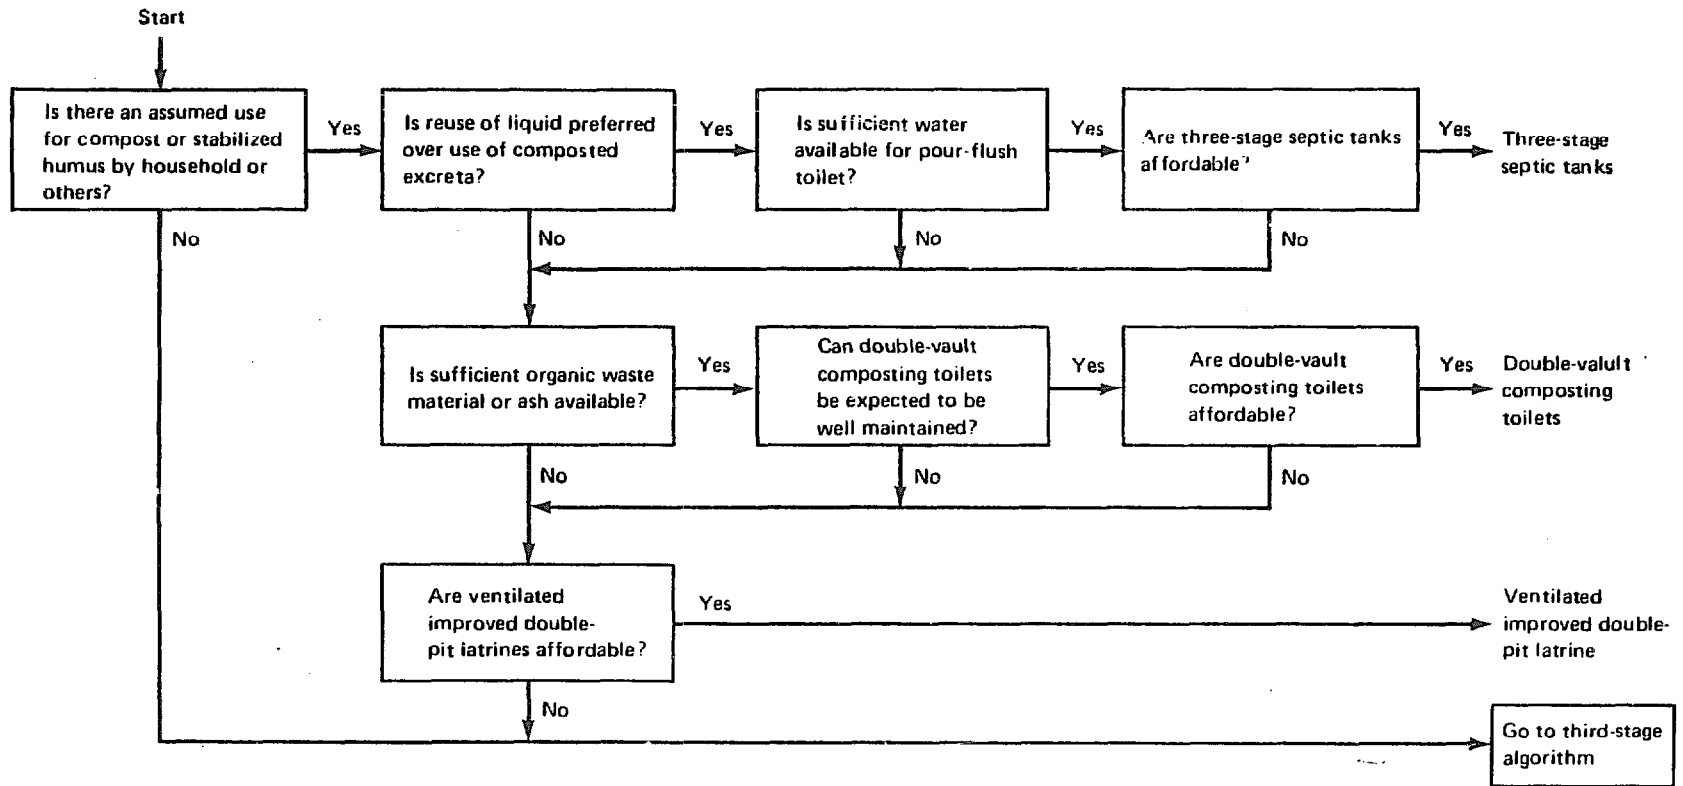 Start
Is there an assumed use
for compost or stabilized
humus by household or
others?
Yes
Is reuse of liquid preferred
over use of composted
excreta?
Yes
Is sufficient water
available for pour-flush
toilet?
Yes
Are three-stage septic tanks
affordable?
Yes
Three-stage
septic tanks
No
No
No
No
Is sufficient organic waste
material or ash available?
Yes
Can double-vault
composting toilets
be expected to be
well maintained?
Yes
Are double-vault
composting toilets
affordable?
Yes
Double-valult
composting
toilets
No
No
No
Are ventilated
improved double-
pit latrines affordable?
Yes
Ventilated
improved double-
pit latrine
No
Go to third-stage
algorithm